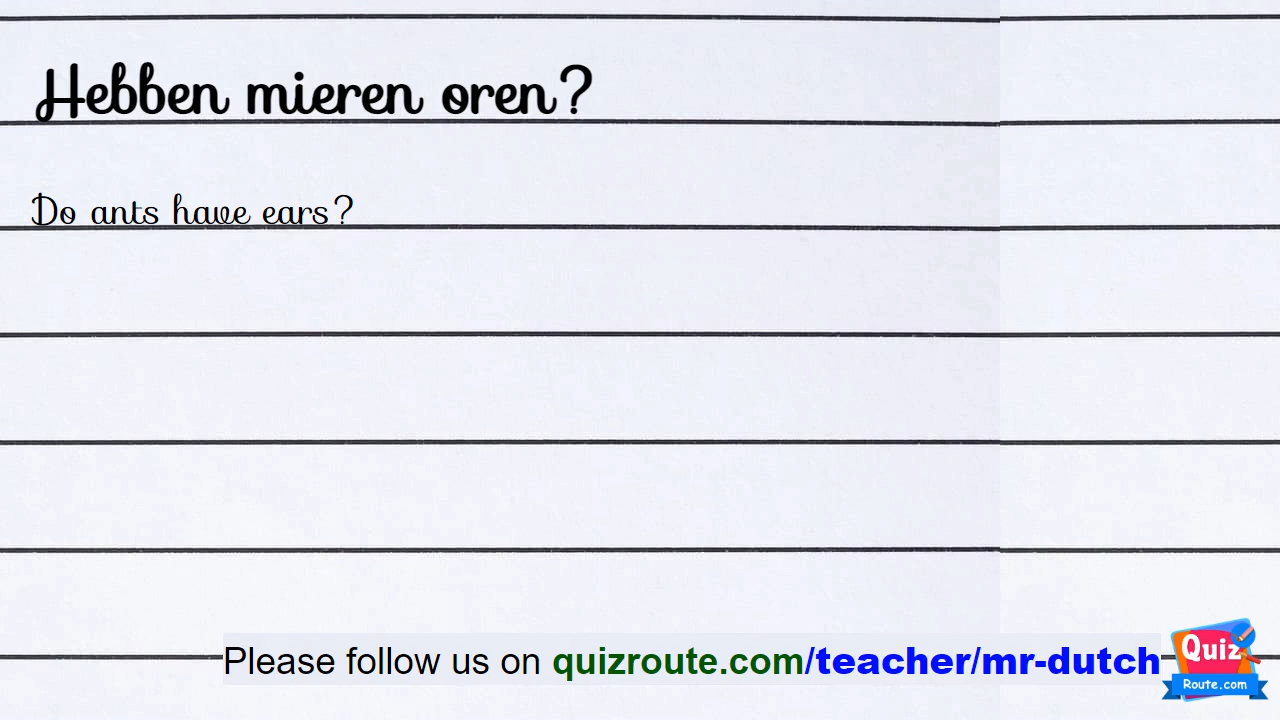 Hebben mieren oren?
Do ants have ears?
Please follow us on quizroute.com/teacher/mr-dutch
Quiz
Route.com